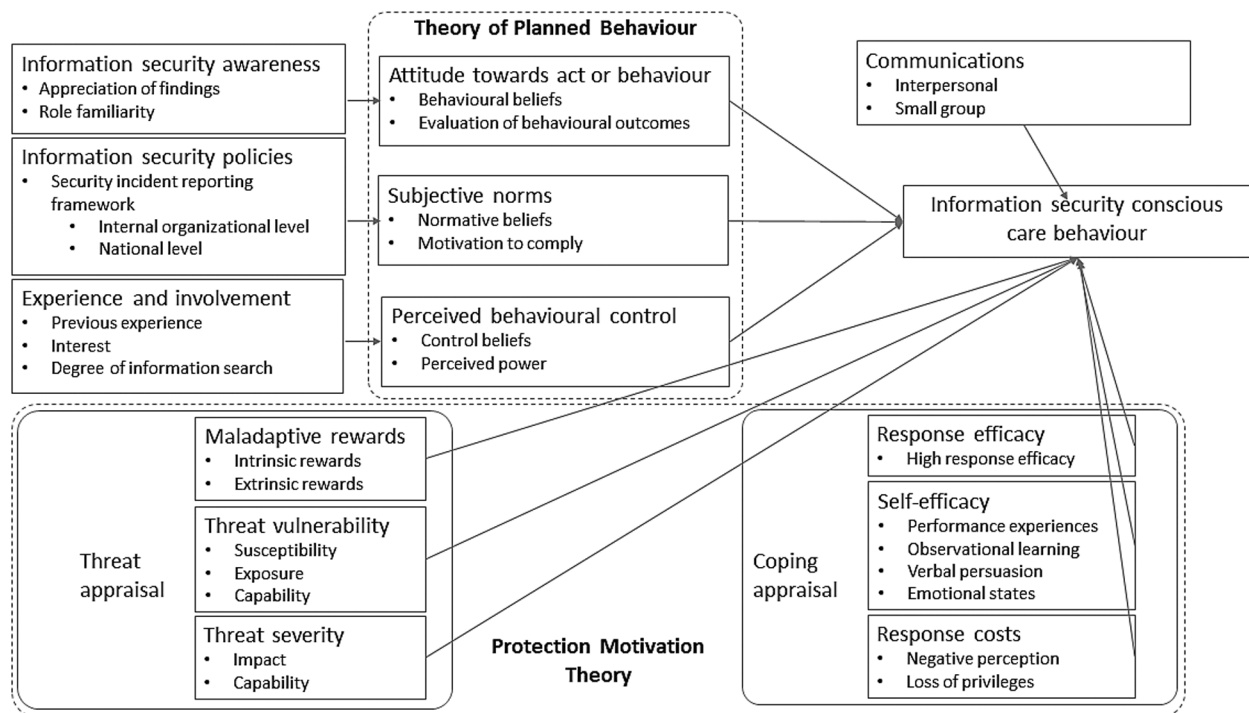 Theory of Planned Behaviour
Information security awareness
• Appreciation of findings
• Role familiarity
Information security policies
• Security incident reporting
framework
• Internal organizational level
• National level
Experience and involvement
• Previous experience
• Interest
• Degree of information search
Attitude towards act or behaviour
• Behavioural beliefs
• Evaluation of behavioural outcomes
Subjective norms
• Normative beliefs
• Motivation to comply
Perceived behavioural control
• Control beliefs
• Perceived power
Communications
• Interpersonal
• Small group
Information security conscious
care behaviour
Threat
appraisal
Maladaptive rewards
• Intrinsic rewards
• Extrinsic rewards
Threat vulnerability
• Susceptibility
• Exposure
• Capability
Threat severity
• Impact
• Capability
Protection Motivation
Theory
Coping
appraisal
Response efficacy
• High response efficacy
Self-efficacy
• Performance experiences
• Observational learning
• Verbal persuasion
• Emotional states
Response costs
• Negative perception
• Loss of privileges